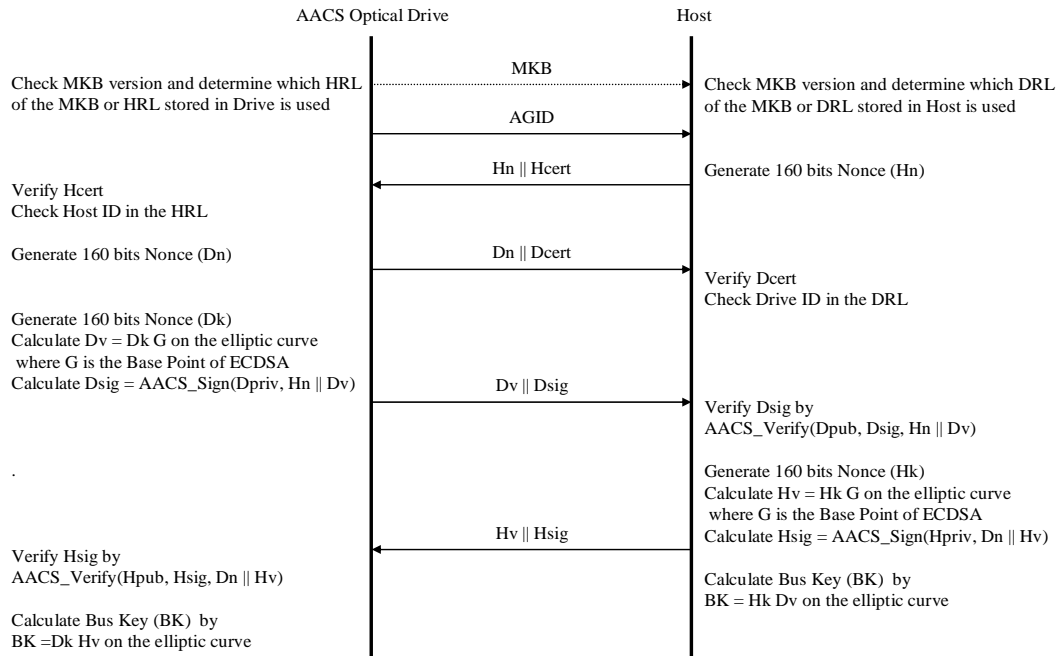 AACS Optical Drive
Host
MKB
Check MKB version and determine which HRL
of the MKB or HRL stored in Drive is used
Check MKB version and determine which DRL
of the MKB or DRL stored in Host is used
AGID
Hn || Hcert
Generate 160 bits Nonce (Hn)
Verify Hcert
Check Host ID in the HRL
Generate 160 bits Nonce (Dn)
Dn || Dcert
Verify Dcert
Check Drive ID in the DRL
Generate 160 bits Nonce (Dk)
Calculate Dv = Dk G on the elliptic curve
where G is the Base Point of ECDSA
Calculate Dsig = AACS_Sign(Dpriv, Hn || Dv)
Dv || Dsig
Verify Dsig by
AACS_Verify(Dpub, Dsig, Hn || Dv)
.
Generate 160 bits Nonce (Hk)
Calculate Hv = Hk G on the elliptic curve
where G is the Base Point of ECDSA
Calculate Hsig = AACS_Sign(Hpriv, Dn || Hv)
Hv || Hsig
Verify Hsig by
AACS_Verify(Hpub, Hsig, Dn || Hv)
Calculate Bus Key (BK) by
BK = Hk Dv on the elliptic curve
Calculate Bus Key (BK) by
BK =Dk Hv on the elliptic curve